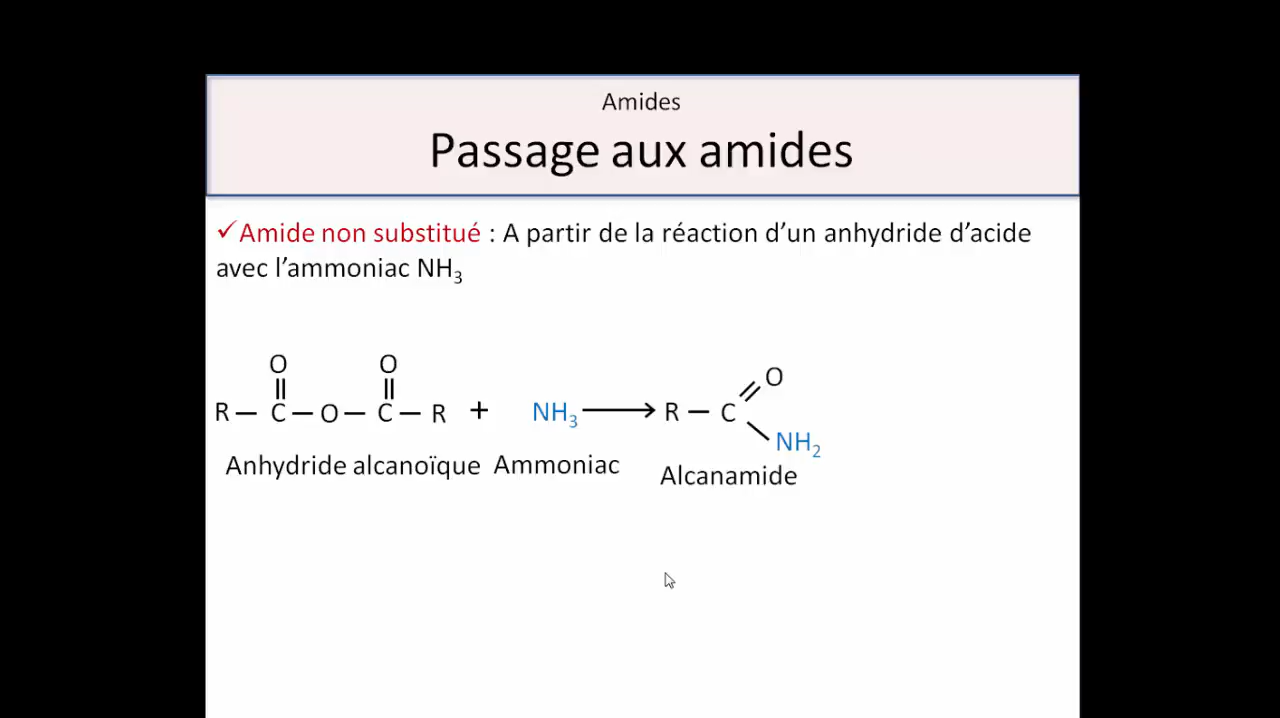 Amides
Passage aux amides
✓Amide non substitué : A partir de la réaction d’un anhydride d’acide
avec l’ammoniac NH₃
O O O
R — C — O — C — R + NH₃ ⟶ R — C
NH₂
Anhydride alcanoïque Ammoniac Alcanamide